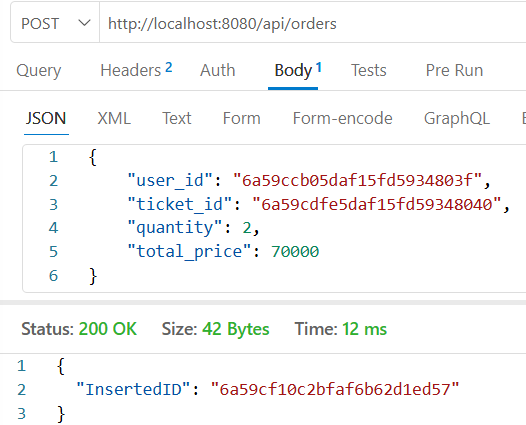 POST http://localhost:8080/api/orders
Query Headers 2 Auth Body 1 Tests Pre Run
JSON XML Text Form Form-encode GraphQL
1 {
2 "user_id": "6a59ccb05daf15fd5934803f",
3 "ticket_id": "6a59cdfe5daf15fd59348040",
4 "quantity": 2,
5 "total_price": 70000
6 }
Status: 200 OK Size: 42 Bytes Time: 12 ms
1 {
2 "InsertedID": "6a59cf10c2bfaf6b62d1ed57"
3 }